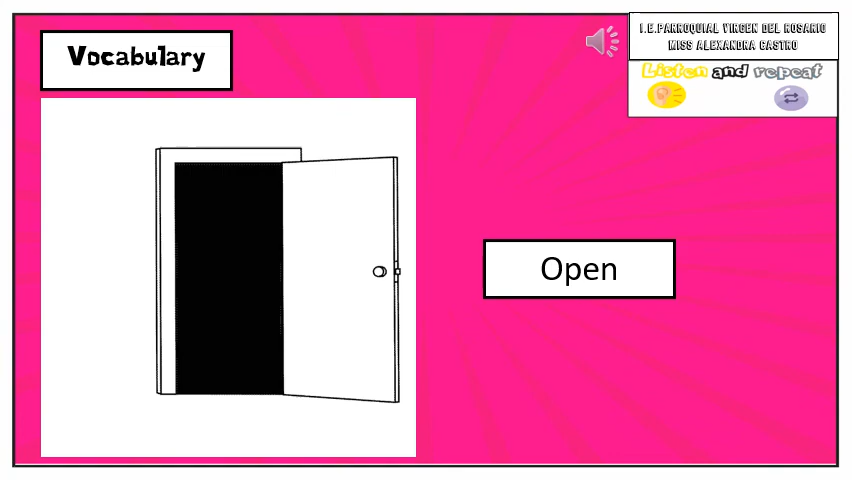 Vocabulary
I.E.PARROQUIAL VIRGEN DEL ROSARIO
MISS ALEXANDRA CASTRO
Listen and repeat
Open